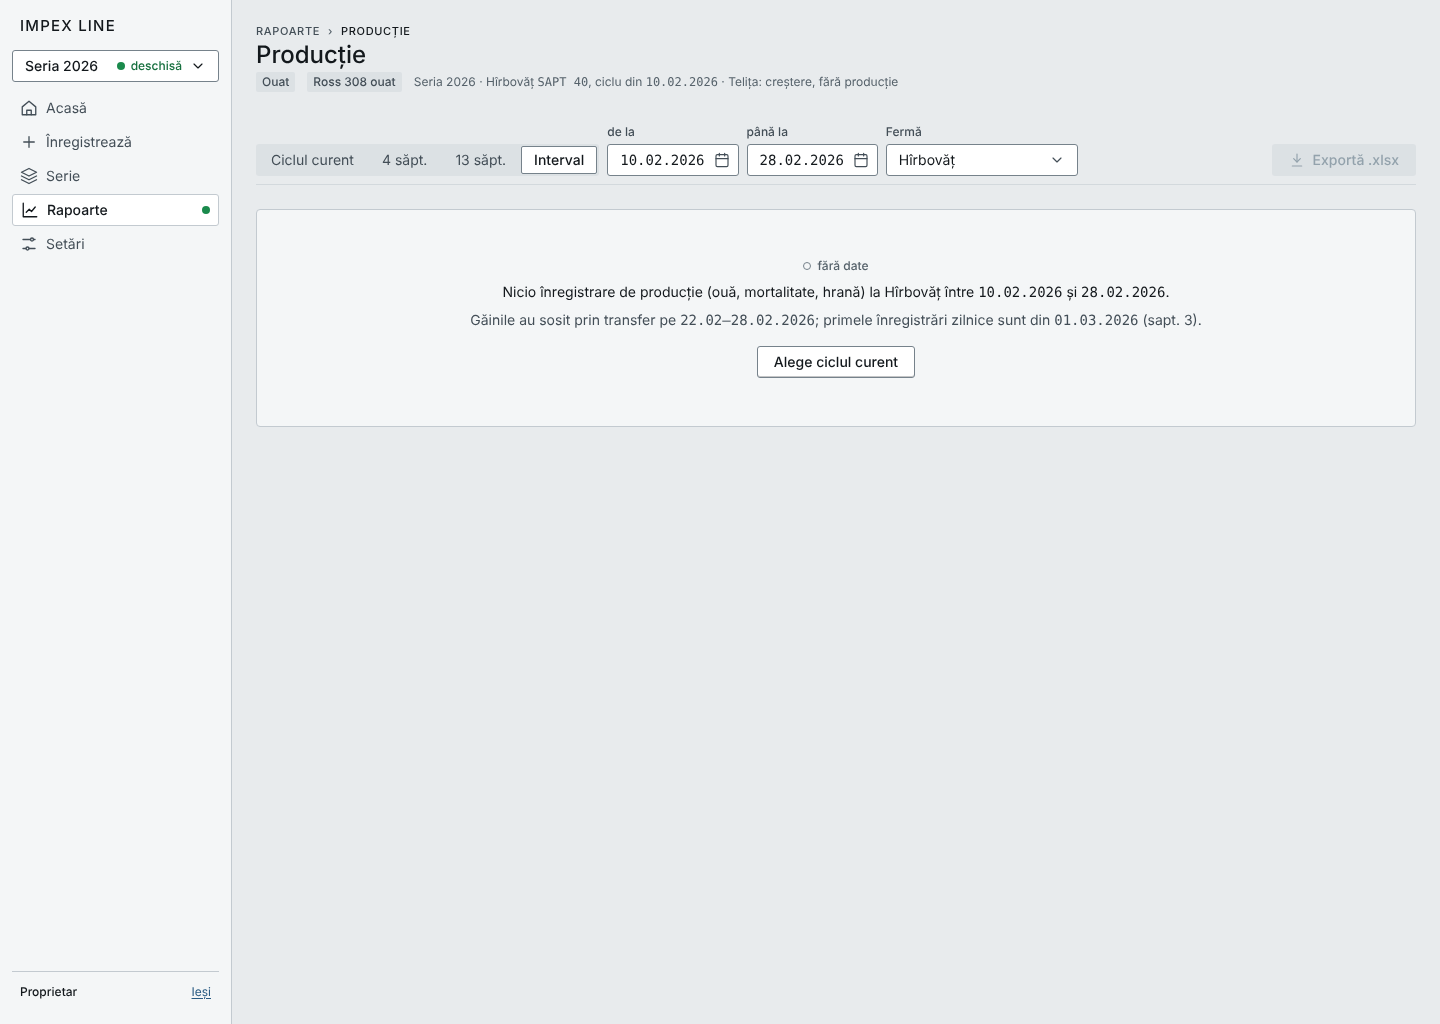 IMPEX LINE
Seria 2026 deschisă
Acasă
Înregistrează
Serie
Rapoarte
Setări
Proprietar Ieși
RAPOARTE › PRODUCȚIE
Producție
Ouat Ross 308 ouat Seria 2026 · Hîrbovăț SAPT 40, ciclu din 10.02.2026 · Telița: creștere, fără producție
de la până la Fermă
Ciclul curent 4 săpt. 13 săpt. Interval 10.02.2026 28.02.2026 Hîrbovăț Exportă .xlsx
fără date
Nicio înregistrare de producție (ouă, mortalitate, hrană) la Hîrbovăț între 10.02.2026 și 28.02.2026.
Găinile au sosit prin transfer pe 22.02–28.02.2026; primele înregistrări zilnice sunt din 01.03.2026 (sapt. 3).
Alege ciclul curent